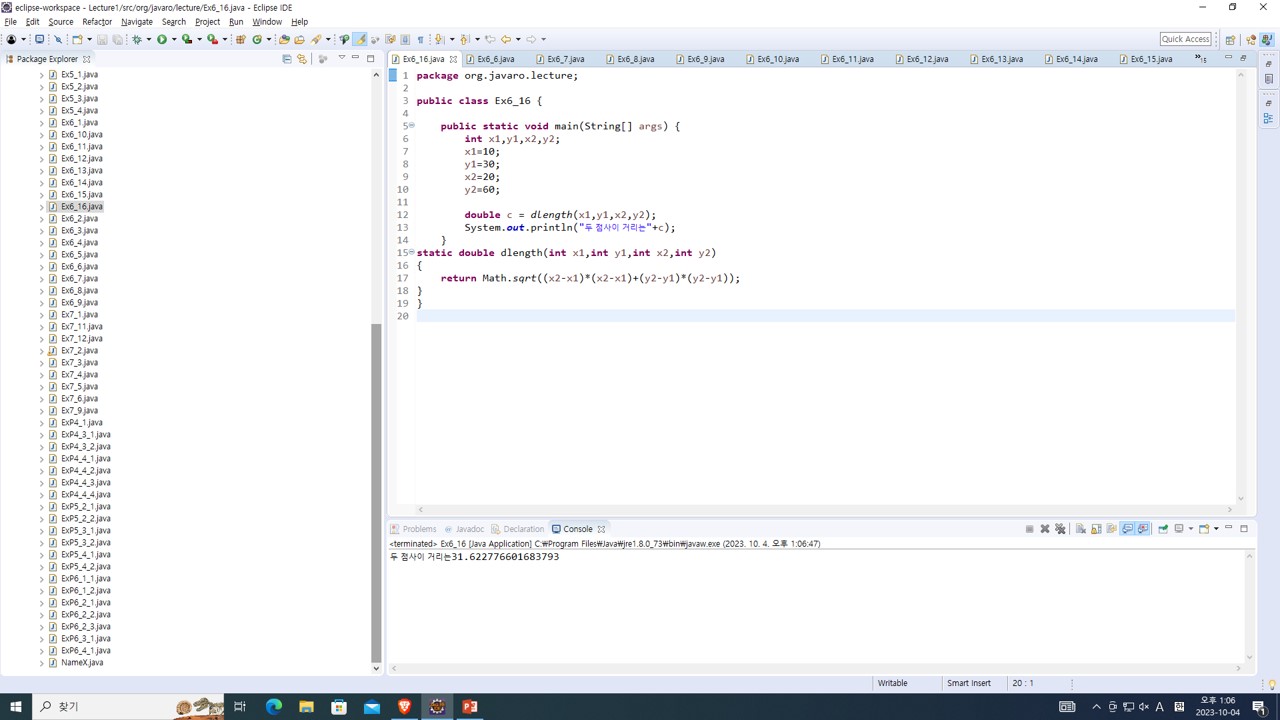 eclipse-workspace - Lecture1/src/org/javaro/lecture/Ex6_16.java - Eclipse IDE
File Edit Source Refactor Navigate Search Project Run Window Help
Quick Access
Package Explorer
Ex5_1.java
Ex5_2.java
Ex5_3.java
Ex5_4.java
Ex6_1.java
Ex6_10.java
Ex6_11.java
Ex6_12.java
Ex6_13.java
Ex6_14.java
Ex6_15.java
Ex6_16.java
Ex6_2.java
Ex6_3.java
Ex6_4.java
Ex6_5.java
Ex6_6.java
Ex6_7.java
Ex6_8.java
Ex6_9.java
Ex7_1.java
Ex7_11.java
Ex7_12.java
Ex7_2.java
Ex7_3.java
Ex7_4.java
Ex7_5.java
Ex7_6.java
Ex7_9.java
ExP4_1.java
ExP4_3_1.java
ExP4_3_2.java
ExP4_4_1.java
ExP4_4_2.java
ExP4_4_3.java
ExP4_4_4.java
ExP5_2_1.java
ExP5_2_2.java
ExP5_3_1.java
ExP5_3_2.java
ExP5_4_1.java
ExP5_4_2.java
ExP6_1_1.java
ExP6_1_2.java
ExP6_2_1.java
ExP6_2_2.java
ExP6_2_3.java
ExP6_3_1.java
ExP6_4_1.java
NameX.java
Ex6_16.java Ex6_6.java Ex6_7.java Ex6_8.java Ex6_9.java Ex6_10.java Ex6_11.java Ex6_12.java Ex6_13.java Ex6_14.java Ex6_15.java »15
1 package org.javaro.lecture;
2
3 public class Ex6_16 {
4
5 public static void main(String[] args) {
6 int x1,y1,x2,y2;
7 x1=10;
8 y1=30;
9 x2=20;
10 y2=60;
11
12 double c = dlength(x1,y1,x2,y2);
13 System.out.println("두 점사이 거리는"+c);
14 }
15 static double dlength(int x1,int y1,int x2,int y2)
16 {
17 return Math.sqrt((x2-x1)*(x2-x1)+(y2-y1)*(y2-y1));
18 }
19 }
20
Problems Javadoc Declaration Console
<terminated> Ex6_16 [Java Application] C:₩Program Files₩Java₩jre1.8.0_73₩bin₩javaw.exe (2023. 10. 4. 오후 1:06:47)
두 점사이 거리는31.622776601683793
Writable Smart Insert 20 : 1
찾기
A 漢
오후 1:06
2023-10-04
1